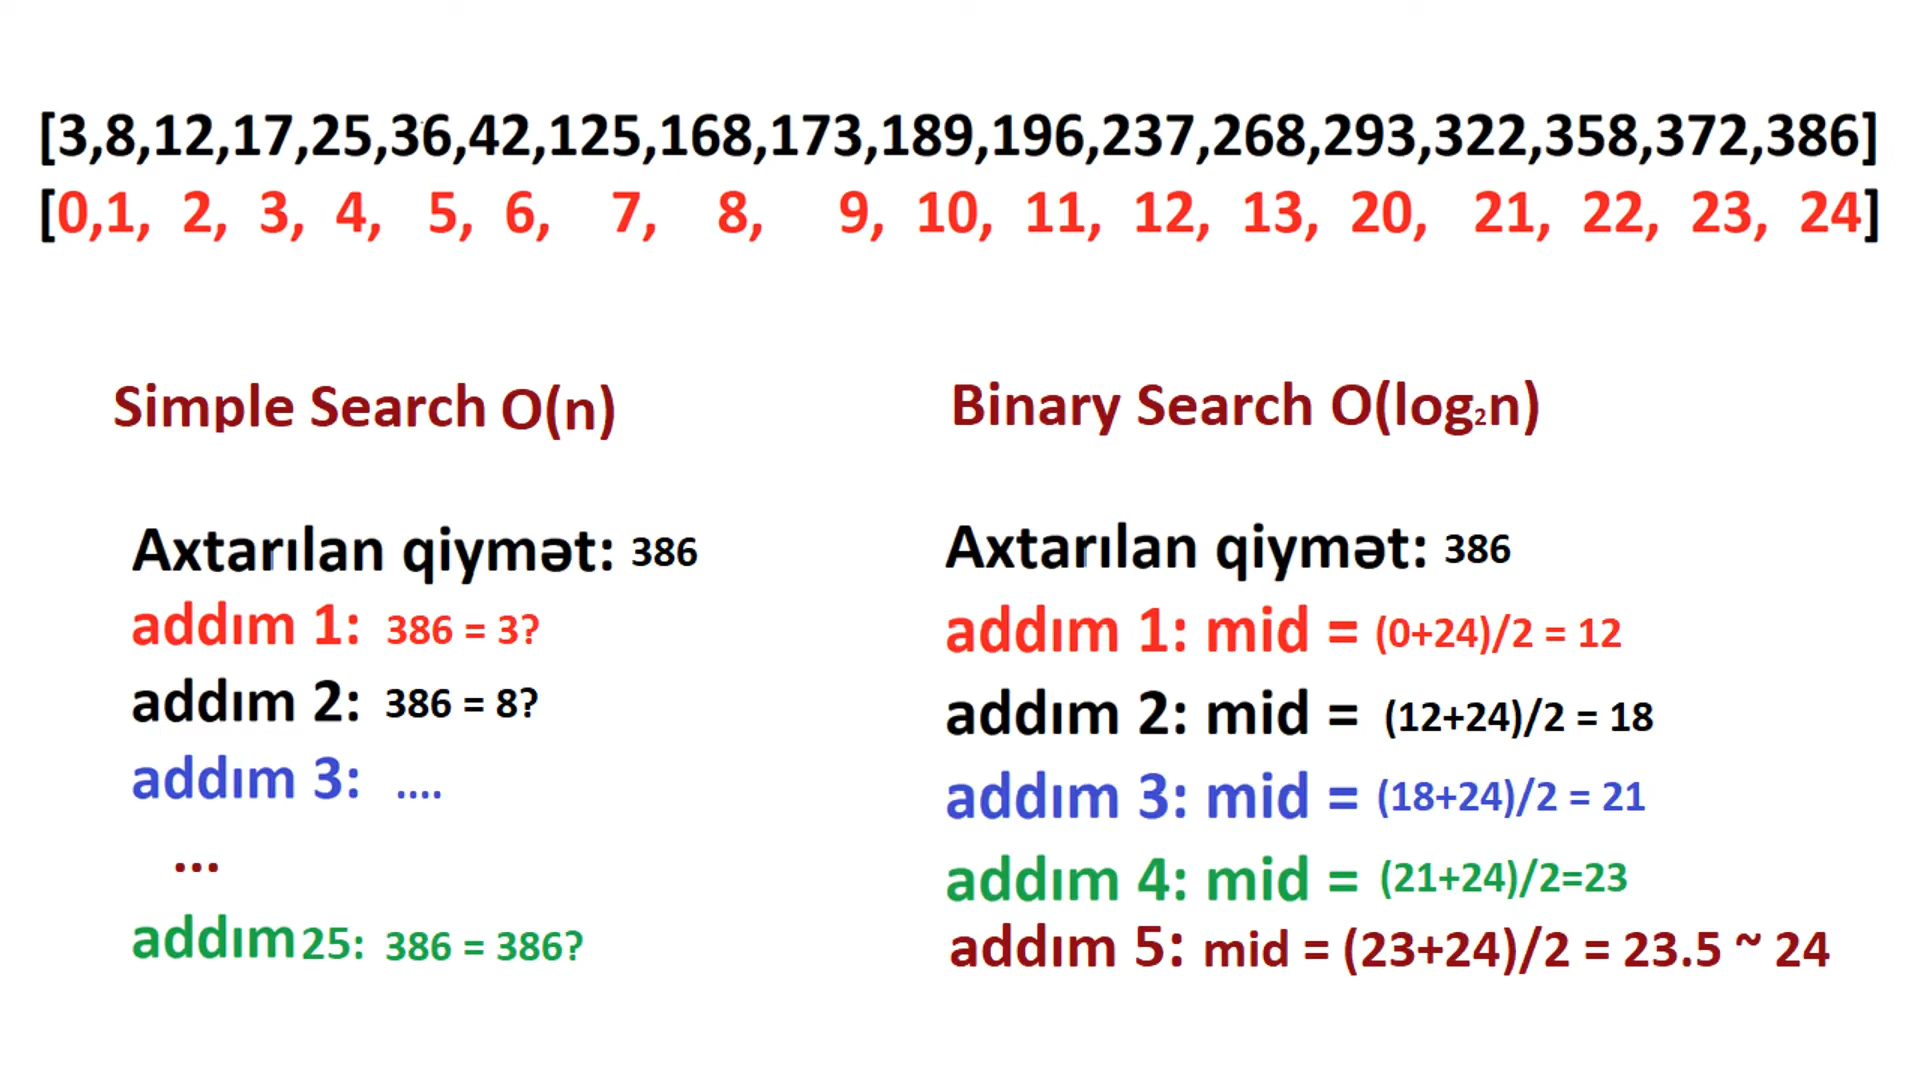 [3,8,12,17,25,36,42,125,168,173,189,196,237,268,293,322,358,372,386]
[0,1, 2, 3, 4, 5, 6, 7, 8, 9, 10, 11, 12, 13, 20, 21, 22, 23, 24]
Simple Search O(n)
Axtarılan qiymət: 386
addım 1: 386 = 3?
addım 2: 386 = 8?
addım 3: ....
...
addım 25: 386 = 386?
Binary Search O(log₂n)
Axtarılan qiymət: 386
addım 1: mid = (0+24)/2 = 12
addım 2: mid = (12+24)/2 = 18
addım 3: mid = (18+24)/2 = 21
addım 4: mid = (21+24)/2=23
addım 5: mid = (23+24)/2 = 23.5 ~ 24